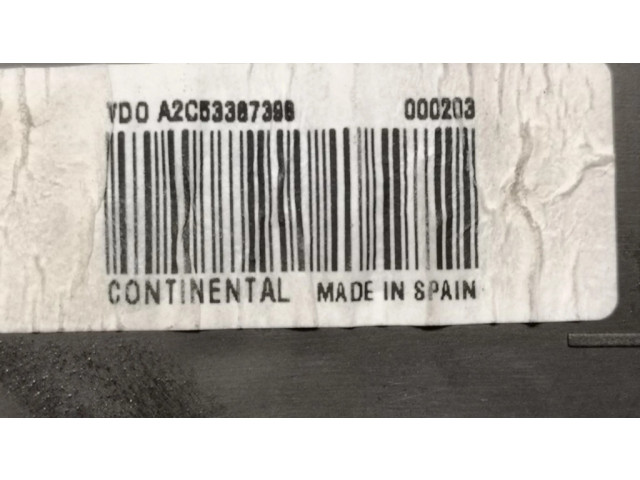 VDO A2C53387398 000203
CONTINENTAL MADE IN SPAIN